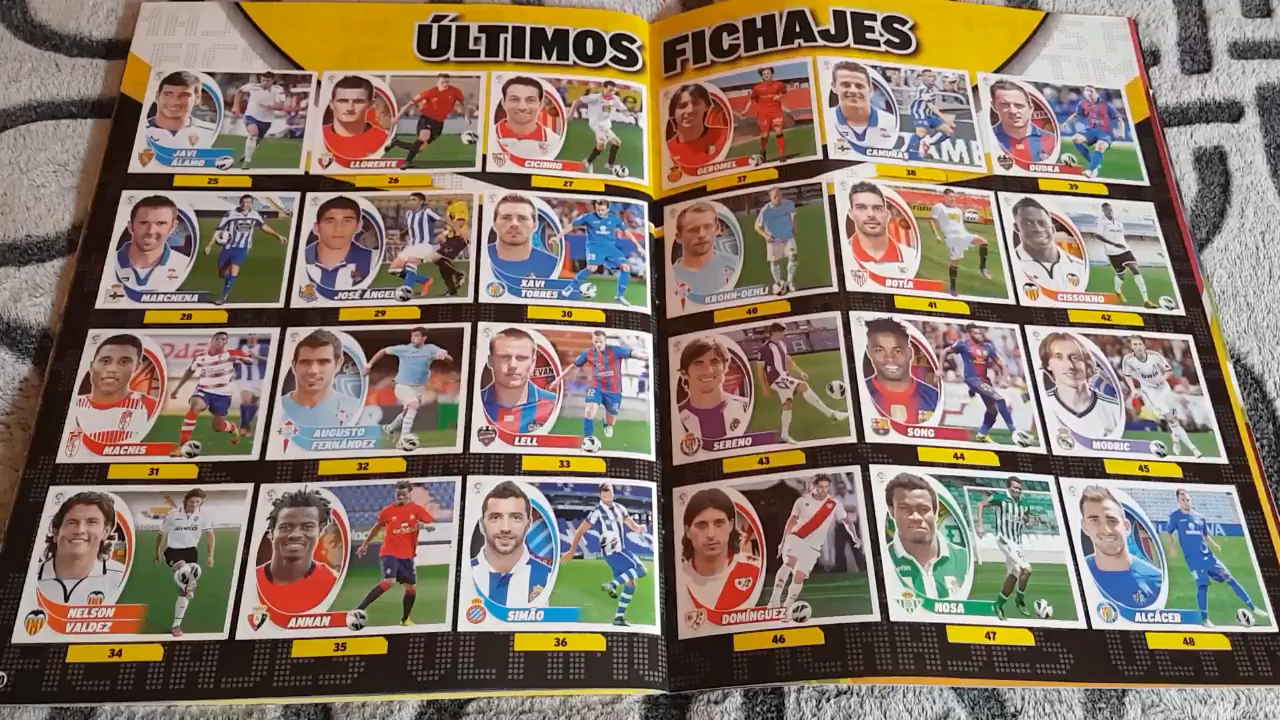 ÚLTIMOS FICHAJES
JAVI
ÁLAMO
25
LLORENTE
26
CICINHO
27
MARCHENA
28
JOSÉ ÁNGEL
29
XAVI
TORRES
30
MACHIS
31
AUGUSTO
FERNÁNDEZ
32
LELL
33
NELSON
VALDEZ
34
ANNAN
35
SIMÃO
36
GEROMEL
37
CAMUÑAS
38
DUDKA
39
KROHN-DEHLI
40
BOTÍA
41
CISSOKHO
42
SERENO
43
SONG
44
MODRIC
45
DOMÍNGUEZ
46
NOSA
47
ALCÁCER
48